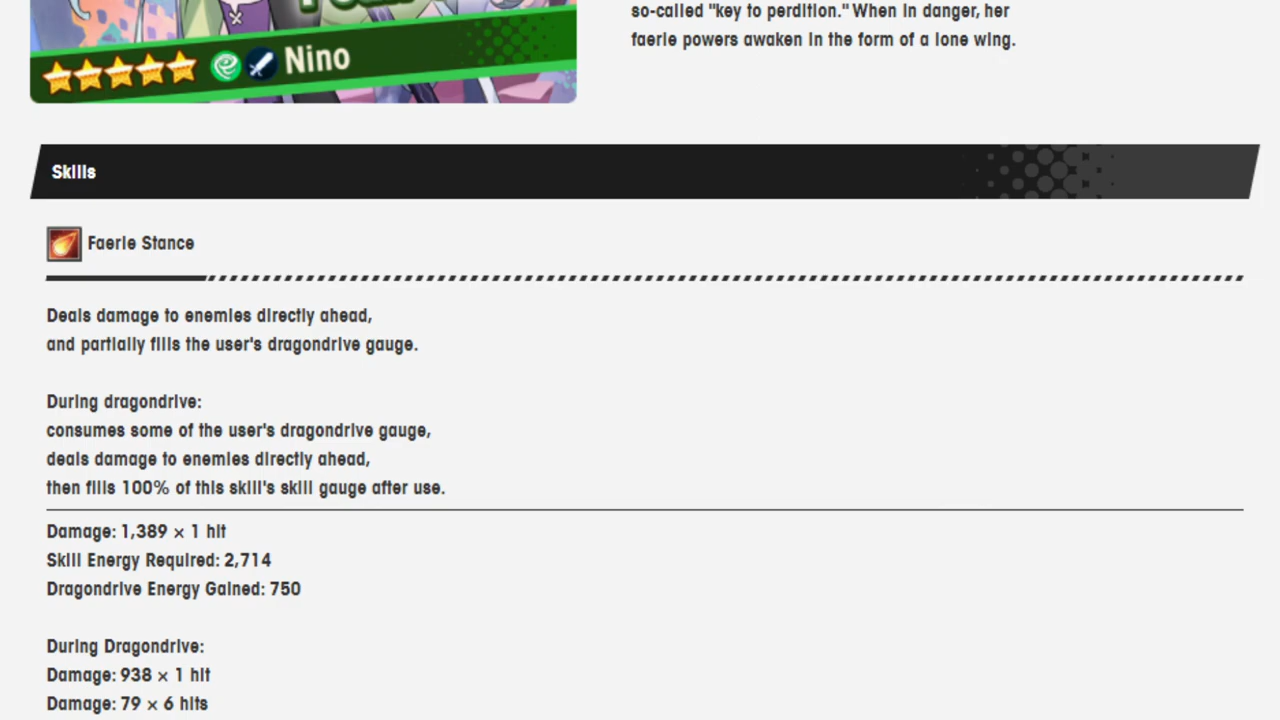 so-called "key to perdition." When in danger, her
faerie powers awaken in the form of a lone wing.
Nino
Skills
Faerie Stance
Deals damage to enemies directly ahead,
and partially fills the user's dragondrive gauge.
During dragondrive:
consumes some of the user's dragondrive gauge,
deals damage to enemies directly ahead,
then fills 100% of this skill's skill gauge after use.
Damage: 1,389 × 1 hit
Skill Energy Required: 2,714
Dragondrive Energy Gained: 750
During Dragondrive:
Damage: 938 × 1 hit
Damage: 79 × 6 hits